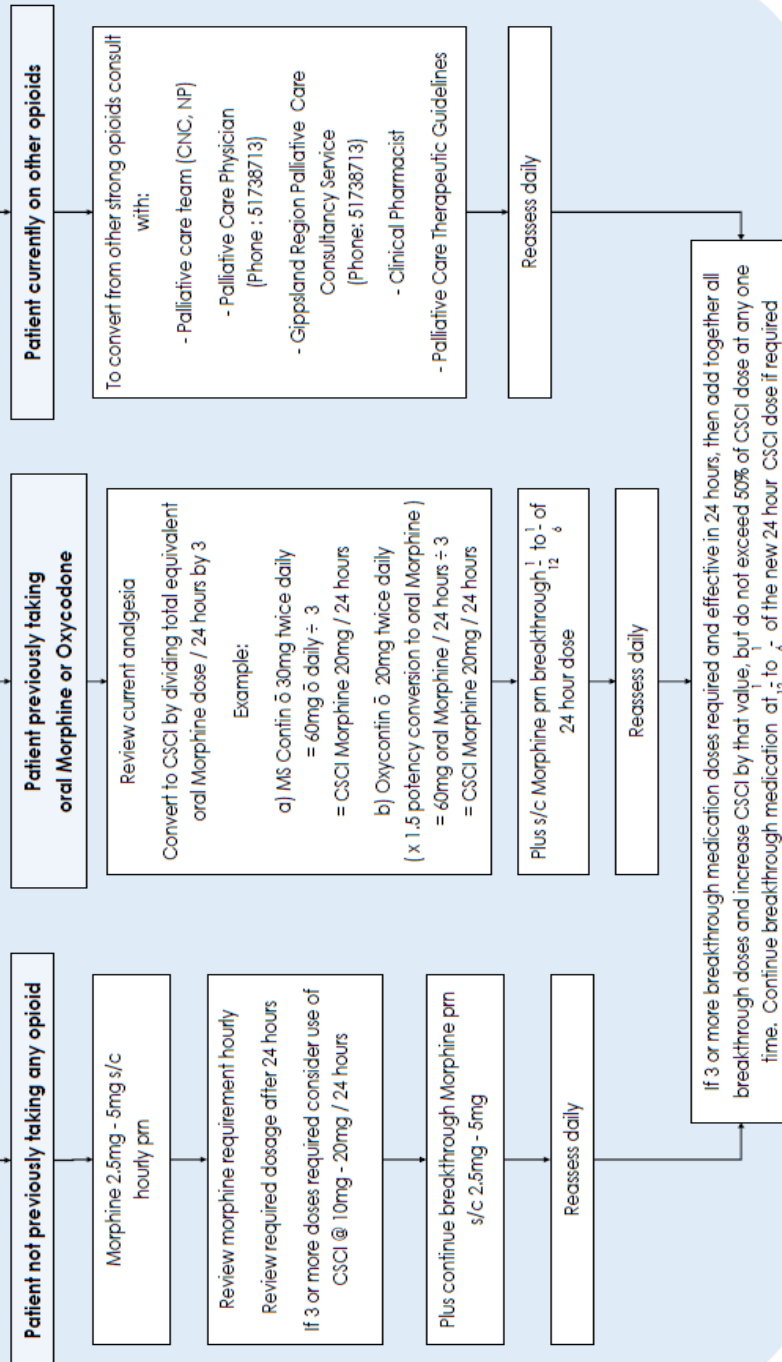 Patient not previously taking any opioid
Morphine 2.5mg - 5mg s/c
hourly prn
Review morphine requirement hourly
Review required dosage after 24 hours
If 3 or more doses required consider use of
CSCI @ 10mg - 20mg / 24 hours
Plus continue breakthrough Morphine prn
s/c 2.5mg - 5mg
Reassess daily
Patient previously taking
oral Morphine or Oxycodone
Review current analgesia
Convert to CSCI by dividing total equivalent
oral Morphine dose / 24 hours by 3
Example:
a) MS Contin ō 30mg twice daily
= 60mg ō daily ÷ 3
= CSCI Morphine 20mg / 24 hours
b) Oxycontin ō 20mg twice daily
( x 1.5 potency conversion to oral Morphine )
= 60mg oral Morphine / 24 hours ÷ 3
= CSCI Morphine 20mg / 24 hours
Plus s/c Morphine prn breakthrough 1/12 to 1/6 of
24 hour dose
Reassess daily
Patient currently on other opioids
To convert from other strong opioids consult
with:
- Palliative care team (CNC, NP)
- Palliative Care Physician
(Phone : 51738713)
- Gippsland Region Palliative Care
Consultancy Service
(Phone: 51738713)
- Clinical Pharmacist
- Palliative Care Therapeutic Guidelines
Reassess daily
If 3 or more breakthrough medication doses required and effective in 24 hours, then add together all
breakthrough doses and increase CSCI by that value, but do not exceed 50% of CSCI dose at any one
time. Continue breakthrough medication at to of the new 24 hour CSCI dose if required